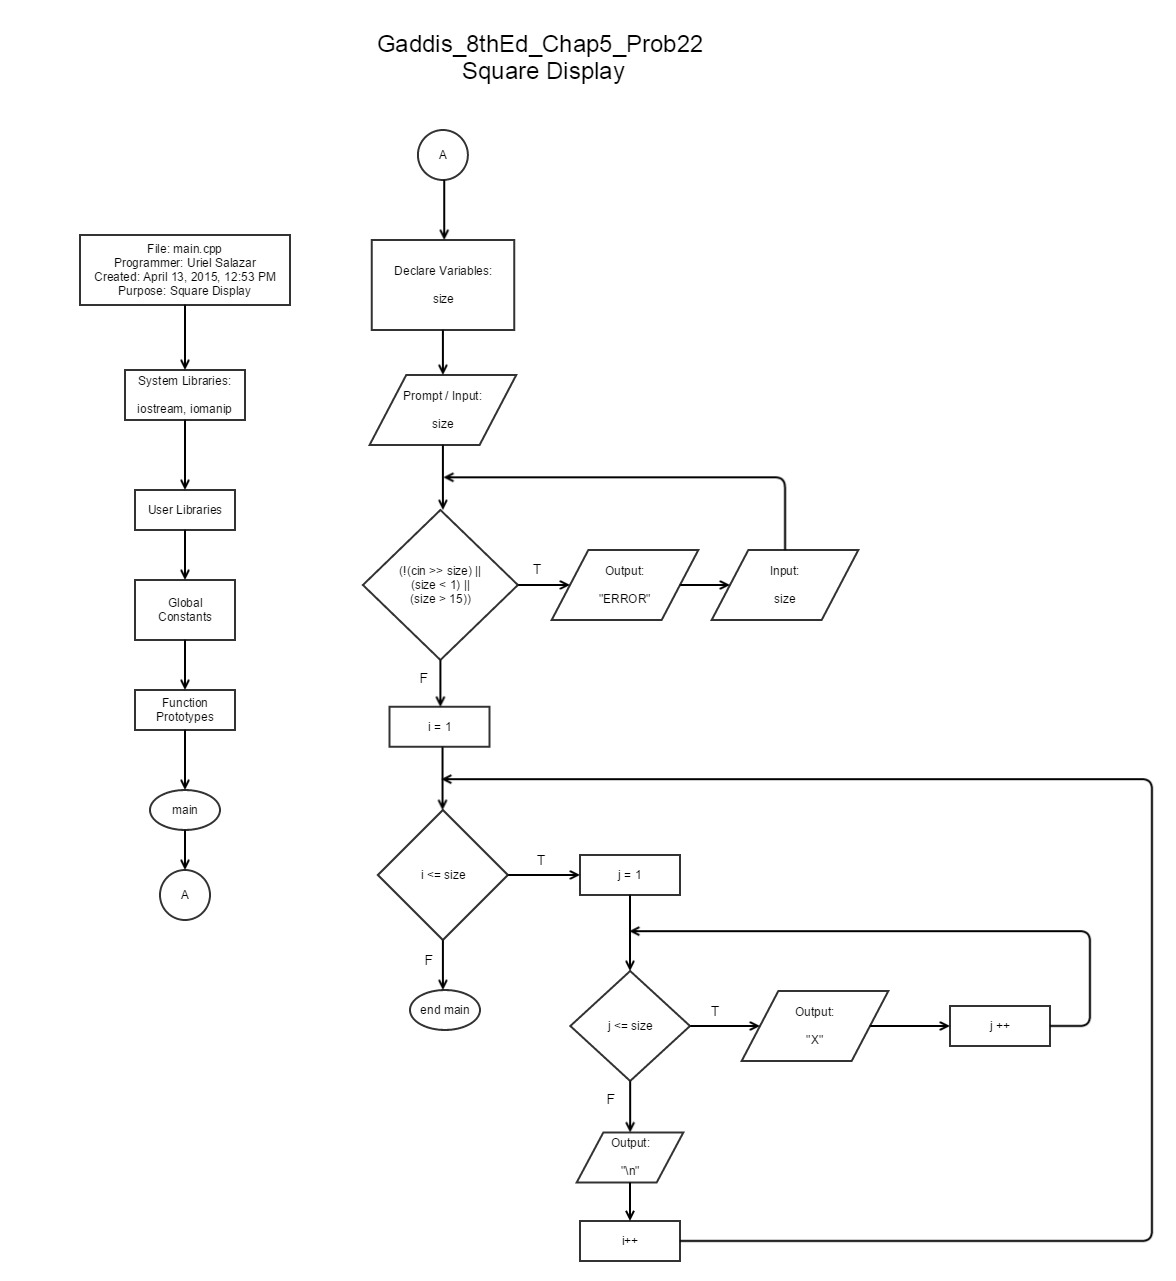 Gaddis_8thEd_Chap5_Prob22
Square Display
File: main.cpp
Programmer: Uriel Salazar
Created: April 13, 2015, 12:53 PM
Purpose: Square Display
System Libraries:
iostream, iomanip
User Libraries
Global
Constants
Function
Prototypes
main
A
A
Declare Variables:
size
Prompt / Input:
size
(!(cin >> size) ||
(size < 1) ||
(size > 15))
T
Output:
"ERROR"
Input:
size
F
i = 1
i <= size
T
j = 1
F
end main
j <= size
T
Output:
"X"
j ++
F
Output:
"\n"
i++